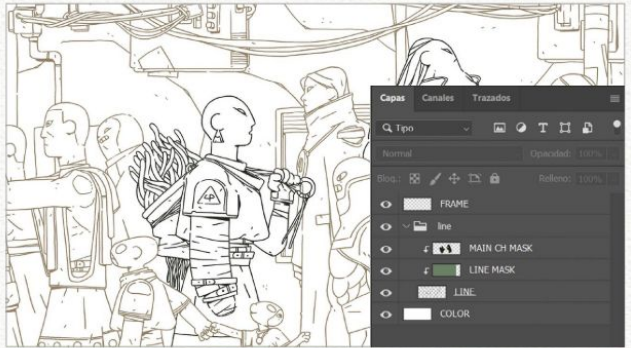 Capas Canales Trazados
Tipo
Normal Opacidad: 100%
Bloq.: Relleno: 100%
FRAME
line
MAIN CH MASK
LINE MASK
LINE
COLOR